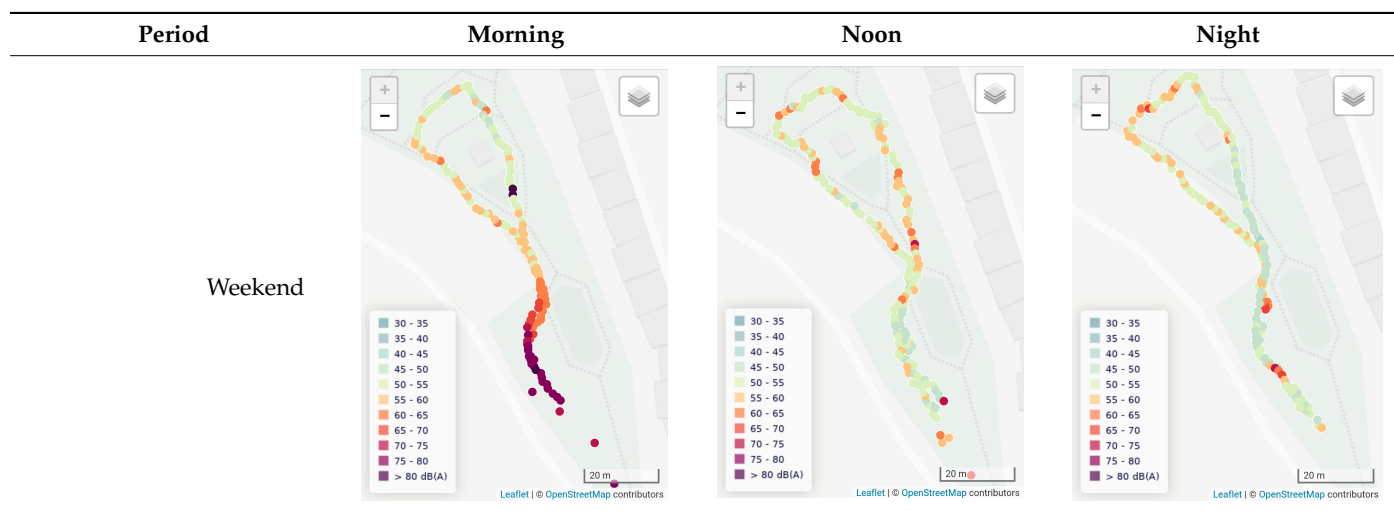 Period Morning Noon Night
Weekend
+
−
30 - 35
35 - 40
40 - 45
45 - 50
50 - 55
55 - 60
60 - 65
65 - 70
70 - 75
75 - 80
> 80 dB(A)
20 m
Leaflet | © OpenStreetMap contributors
+
−
30 - 35
35 - 40
40 - 45
45 - 50
50 - 55
55 - 60
60 - 65
65 - 70
70 - 75
75 - 80
> 80 dB(A)
20 m
Leaflet | © OpenStreetMap contributors
+
−
30 - 35
35 - 40
40 - 45
45 - 50
50 - 55
55 - 60
60 - 65
65 - 70
70 - 75
75 - 80
> 80 dB(A)
20 m
Leaflet | © OpenStreetMap contributors